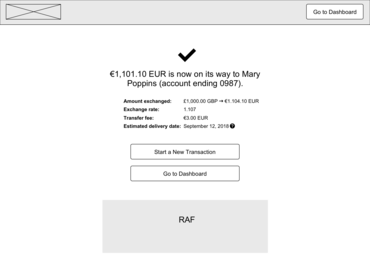 Go to Dashboard
€1,101.10 EUR is now on its way to Mary
Poppins (account ending 0987).
Amount exchanged: £1,000.00 GBP ➞ €1.104.10 EUR
Exchange rate: 1.107
Transfer fee: €3.00 EUR
Estimated delivery date: September 12, 2018 ?
Start a New Transaction
Go to Dashboard
RAF